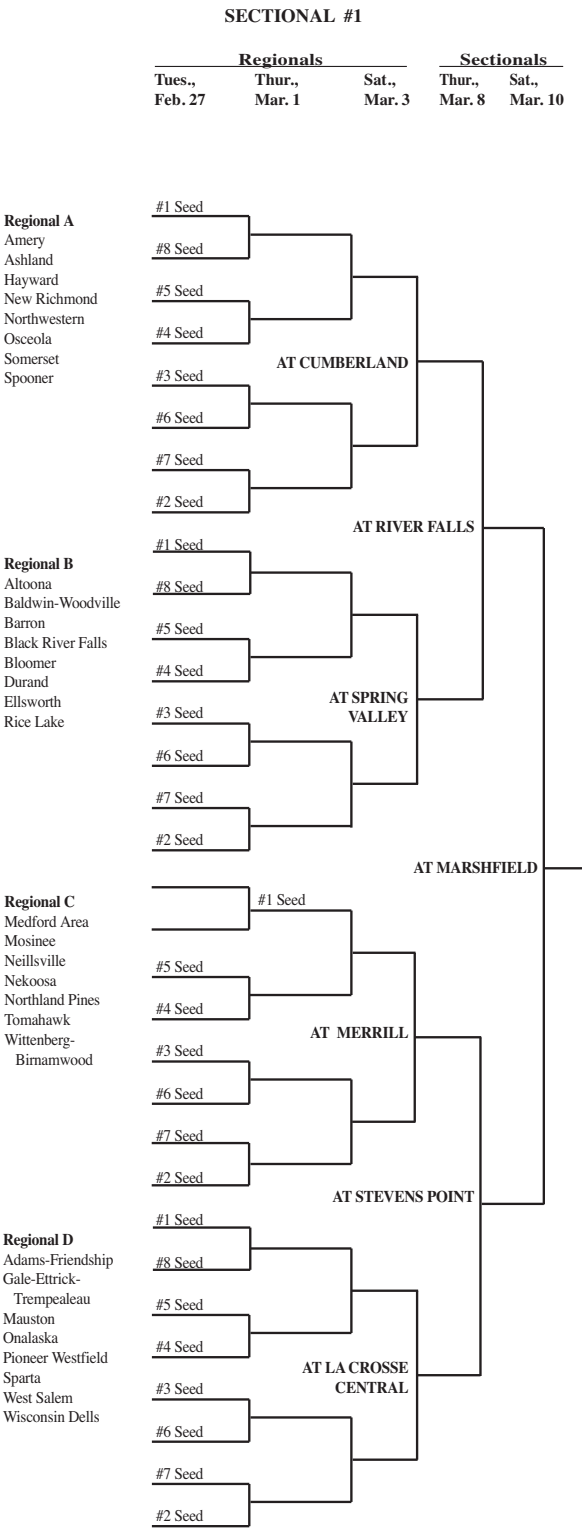 SECTIONAL #1
Regionals Sectionals
Tues., Thur., Sat., Thur., Sat.,
Feb. 27 Mar. 1 Mar. 3 Mar. 8 Mar. 10
#1 Seed
Regional A
Amery
Ashland
Hayward
New Richmond
Northwestern
Osceola
Somerset
Spooner
#8 Seed
#5 Seed
#4 Seed
AT CUMBERLAND
#3 Seed
#6 Seed
#7 Seed
#2 Seed
AT RIVER FALLS
#1 Seed
Regional B
Altoona
Baldwin-Woodville
Barron
Black River Falls
Bloomer
Durand
Ellsworth
Rice Lake
#8 Seed
#5 Seed
#4 Seed
AT SPRING
VALLEY
#3 Seed
#6 Seed
#7 Seed
#2 Seed
AT MARSHFIELD
Regional C
Medford Area
Mosinee
Neillsville
Nekoosa
Northland Pines
Tomahawk
Wittenberg-
Birnamwood
#1 Seed
#5 Seed
#4 Seed
AT MERRILL
#3 Seed
#6 Seed
#7 Seed
#2 Seed
AT STEVENS POINT
#1 Seed
Regional D
Adams-Friendship
Gale-Ettrick-
Trempealeau
Mauston
Onalaska
Pioneer Westfield
Sparta
West Salem
Wisconsin Dells
#8 Seed
#5 Seed
#4 Seed
AT LA CROSSE
CENTRAL
#3 Seed
#6 Seed
#7 Seed
#2 Seed